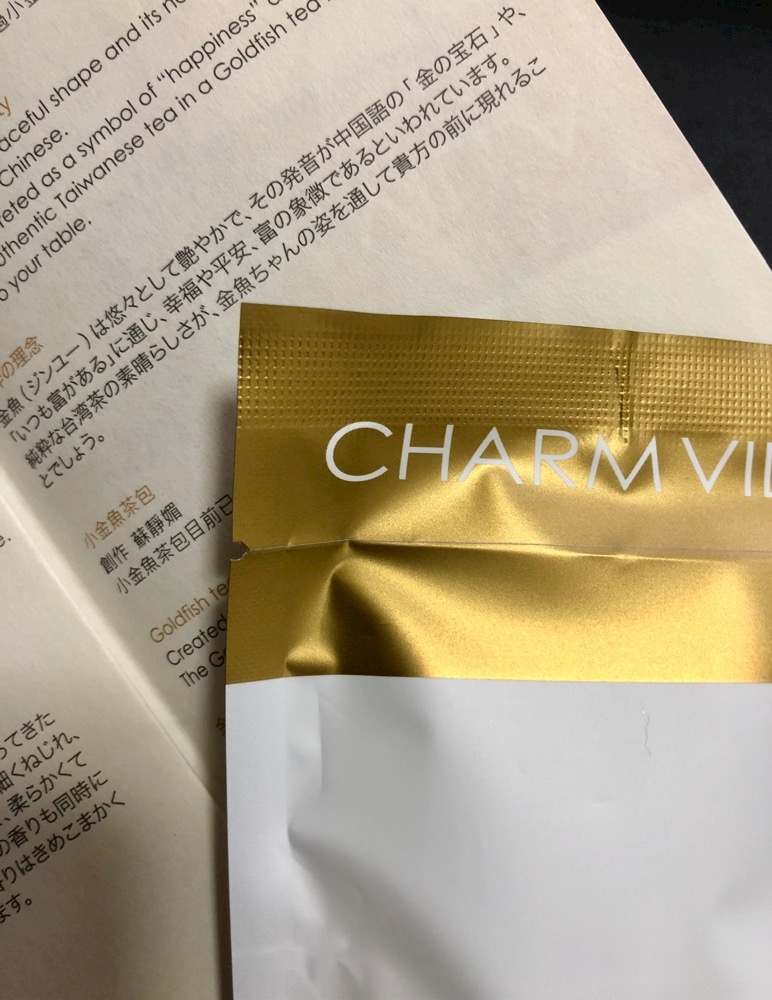 aceful shape and its
Chinese.
reted as a symbol of “happiness”
uthentic Taiwanese tea in a Goldfish tea
o your table.
の理念
金魚(ジンユー)は悠々として艶やかで、その発音が中国語の「金の宝石」や、
「いつも富がある」に通じ、幸福や平安、富の象徴であるといわれています。
純粋な台湾茶の素晴らしさが、金魚ちゃんの姿を通して貴方の前に現れるこ
とでしょう。
小金魚茶包
創作 蘇靜媚
小金魚茶包目前已
Goldfish te
Created
The Go
e.
ってきた
細くねじれ、
、柔らかくて
の香りも同時に
香りはきめこまかく
ます。
CHARM VIL